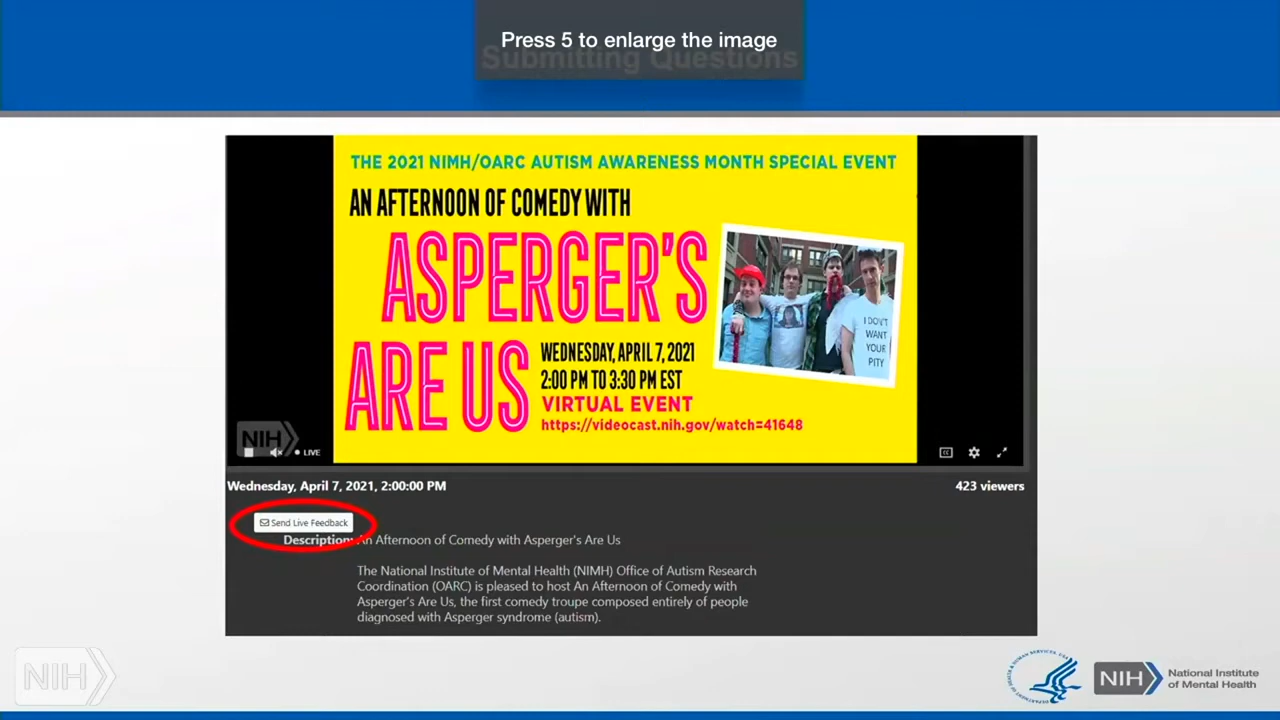 Press 5 to enlarge the image
Submitting Questions
THE 2021 NIMH/OARC AUTISM AWARENESS MONTH SPECIAL EVENT
AN AFTERNOON OF COMEDY WITH
ASPERGER'S
ARE US
WEDNESDAY, APRIL 7, 2021
2:00 PM TO 3:30 PM EST
VIRTUAL EVENT
https://videocast.nih.gov/watch=41648
I DON'T
WANT
YOUR
PITY
NIH
LIVE
CC
Wednesday, April 7, 2021, 2:00:00 PM
423 viewers
Send Live Feedback
Description: An Afternoon of Comedy with Asperger's Are Us
The National Institute of Mental Health (NIMH) Office of Autism Research
Coordination (OARC) is pleased to host An Afternoon of Comedy with
Asperger's Are Us, the first comedy troupe composed entirely of people
diagnosed with Asperger syndrome (autism).
NIH
NIH
National Institute
of Mental Health